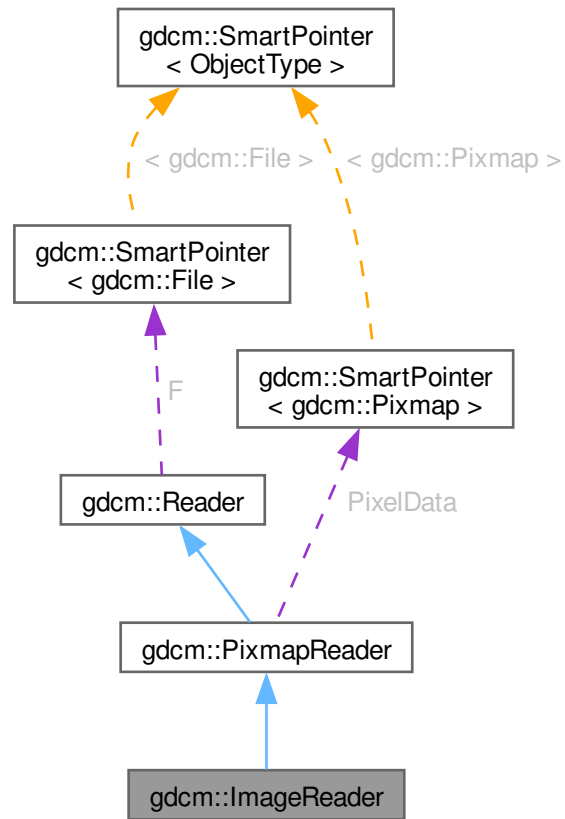 gdcm::SmartPointer
< ObjectType >
< gdcm::File >
< gdcm::Pixmap >
gdcm::SmartPointer
< gdcm::File >
gdcm::SmartPointer
< gdcm::Pixmap >
F
gdcm::Reader
PixelData
gdcm::PixmapReader
gdcm::ImageReader